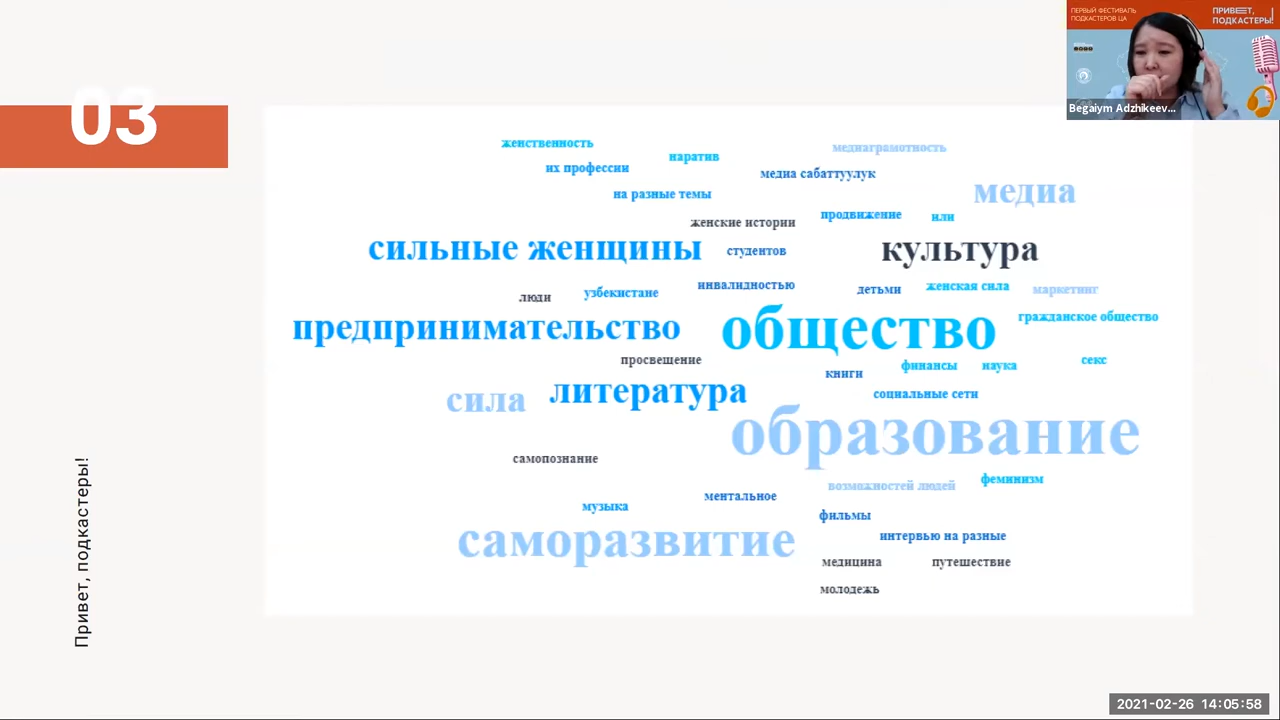 ПЕРВЫЙ ФЕСТИВАЛЬ
ПОДКАСТЕРОВ ЦА
ПРИВЕТ,
ПОДКАСТЕРЫ!
Begaiym Adzhikeev...
03
женственность
наратив
медиаграмотность
их профессии
медиа сабаттуулук
на разные темы
медиа
женские истории
продвижение
или
сильные женщины
студентов
культура
инвалидностью
детьми
женская сила
маркетинг
люди
узбекистане
предпринимательство
общество
гражданское общество
просвещение
книги
финансы
наука
секс
сила
литература
социальные сети
образование
самопознание
возможностей людей
феминизм
музыка
ментальное
фильмы
саморазвитие
интервью на разные
медицина
путешествие
молодежь
Привет, подкастеры!
2021-02-26 14:05:58